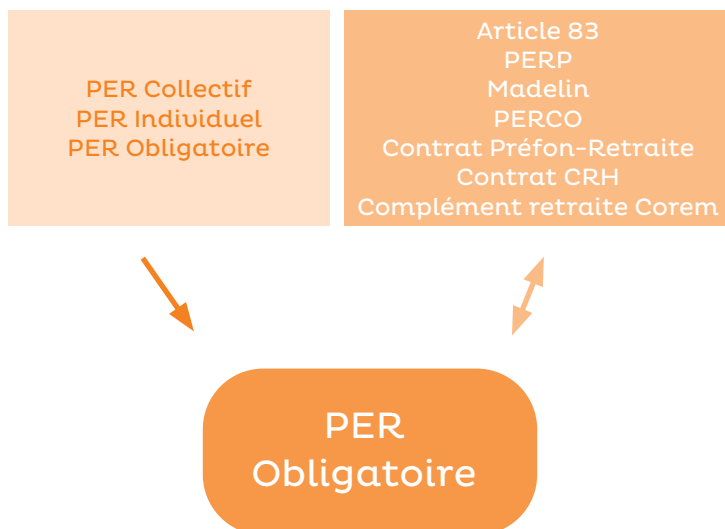 PER Collectif
PER Individuel
PER Obligatoire
Article 83
PERP
Madelin
PERCO
Contrat Préfon-Retraite
Contrat CRH
Complément retraite Corem
PER
Obligatoire